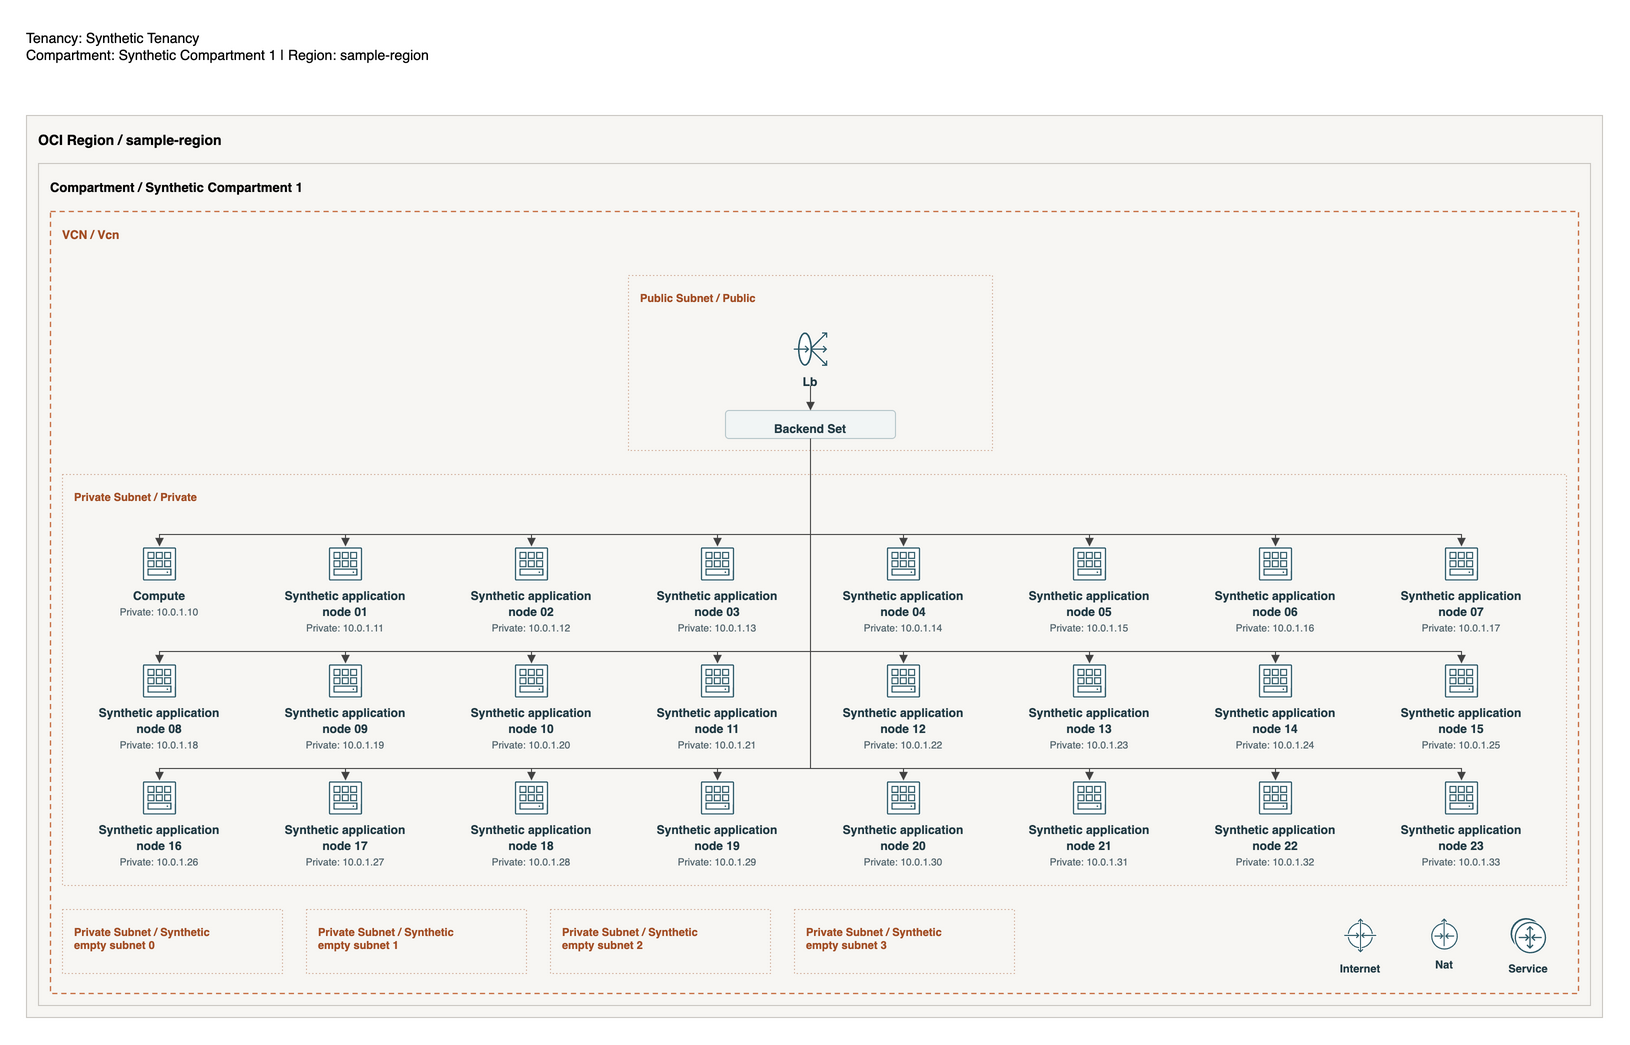 Tenancy: Synthetic Tenancy
Compartment: Synthetic Compartment 1 | Region: sample-region
OCI Region / sample-region
Compartment / Synthetic Compartment 1
VCN / Vcn
Public Subnet / Public
Lb
Backend Set
Private Subnet / Private
Compute
Private: 10.0.1.10
Synthetic application
node 01
Private: 10.0.1.11
Synthetic application
node 02
Private: 10.0.1.12
Synthetic application
node 03
Private: 10.0.1.13
Synthetic application
node 04
Private: 10.0.1.14
Synthetic application
node 05
Private: 10.0.1.15
Synthetic application
node 06
Private: 10.0.1.16
Synthetic application
node 07
Private: 10.0.1.17
Synthetic application
node 08
Private: 10.0.1.18
Synthetic application
node 09
Private: 10.0.1.19
Synthetic application
node 10
Private: 10.0.1.20
Synthetic application
node 11
Private: 10.0.1.21
Synthetic application
node 12
Private: 10.0.1.22
Synthetic application
node 13
Private: 10.0.1.23
Synthetic application
node 14
Private: 10.0.1.24
Synthetic application
node 15
Private: 10.0.1.25
Synthetic application
node 16
Private: 10.0.1.26
Synthetic application
node 17
Private: 10.0.1.27
Synthetic application
node 18
Private: 10.0.1.28
Synthetic application
node 19
Private: 10.0.1.29
Synthetic application
node 20
Private: 10.0.1.30
Synthetic application
node 21
Private: 10.0.1.31
Synthetic application
node 22
Private: 10.0.1.32
Synthetic application
node 23
Private: 10.0.1.33
Private Subnet / Synthetic
empty subnet 0
Private Subnet / Synthetic
empty subnet 1
Private Subnet / Synthetic
empty subnet 2
Private Subnet / Synthetic
empty subnet 3
Internet
Nat
Service